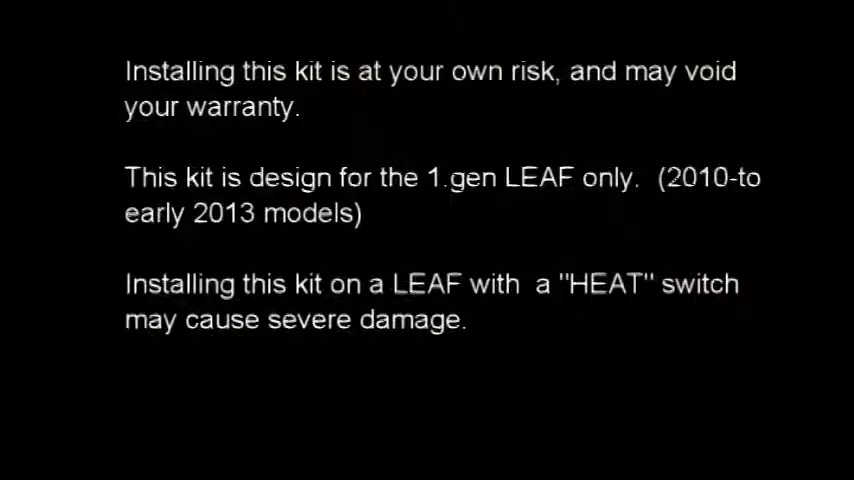 Installing this kit is at your own risk, and may void
your warranty.
This kit is design for the 1.gen LEAF only.  (2010-to
early 2013 models)
Installing this kit on a LEAF with  a "HEAT" switch
may cause severe damage.